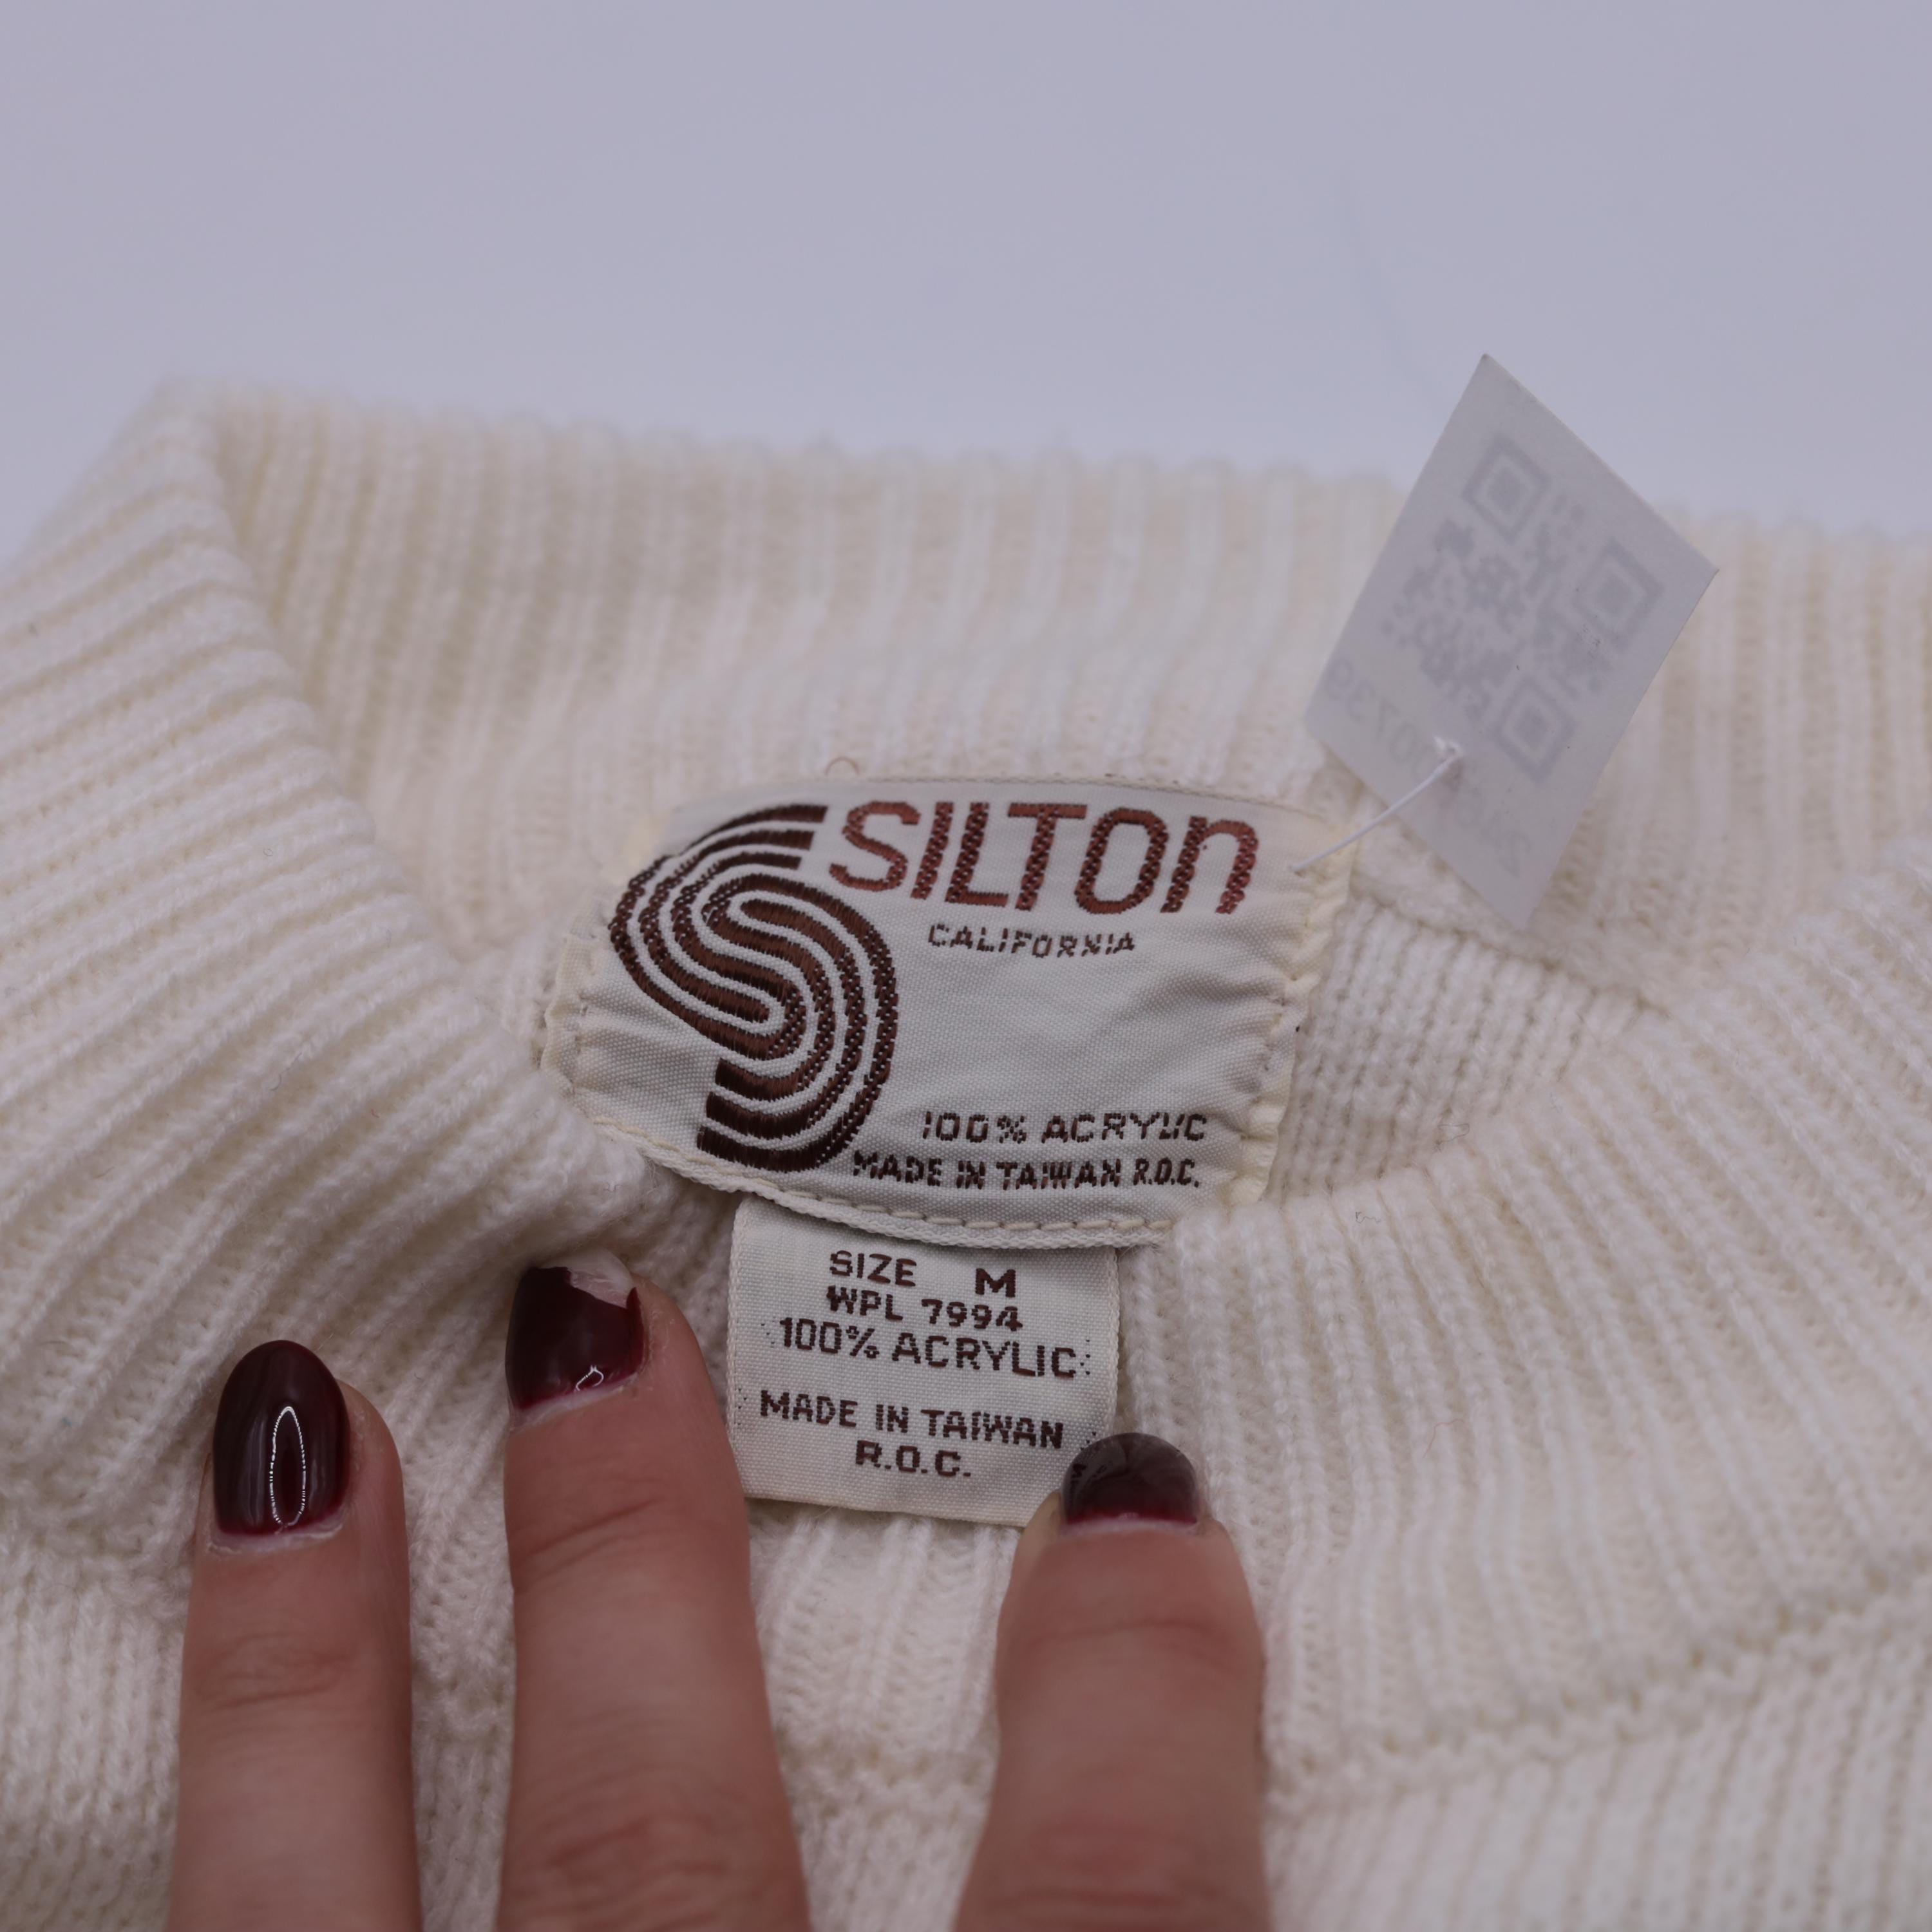 SILTON
CALIFORNIA
100% ACRYLIC
MADE IN TAIWAN R.O.C.
SIZE M
WPL 7994
100% ACRYLIC
MADE IN TAIWAN
R.O.C.